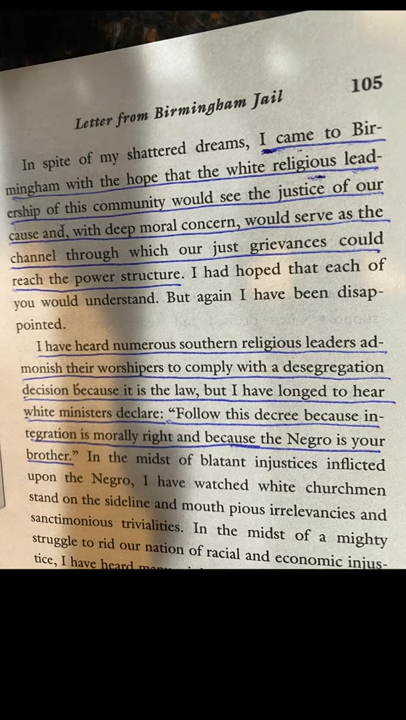 Letter from Birmingham Jail 105
In spite of my shattered dreams, I came to Bir-
mingham with the hope that the white religious lead-
ership of this community would see the justice of our
cause and, with deep moral concern, would serve as the
channel through which our just grievances could
reach the power structure. I had hoped that each of
you would understand. But again I have been disap-
pointed.
I have heard numerous southern religious leaders ad-
monish their worshipers to comply with a desegregation
decision because it is the law, but I have longed to hear
white ministers declare: “Follow this decree because in-
tegration is morally right and because the Negro is your
brother.” In the midst of blatant injustices inflicted
upon the Negro, I have watched white churchmen
stand on the sideline and mouth pious irrelevancies and
sanctimonious trivialities. In the midst of a mighty
struggle to rid our nation of racial and economic injus-
tice, I have heard